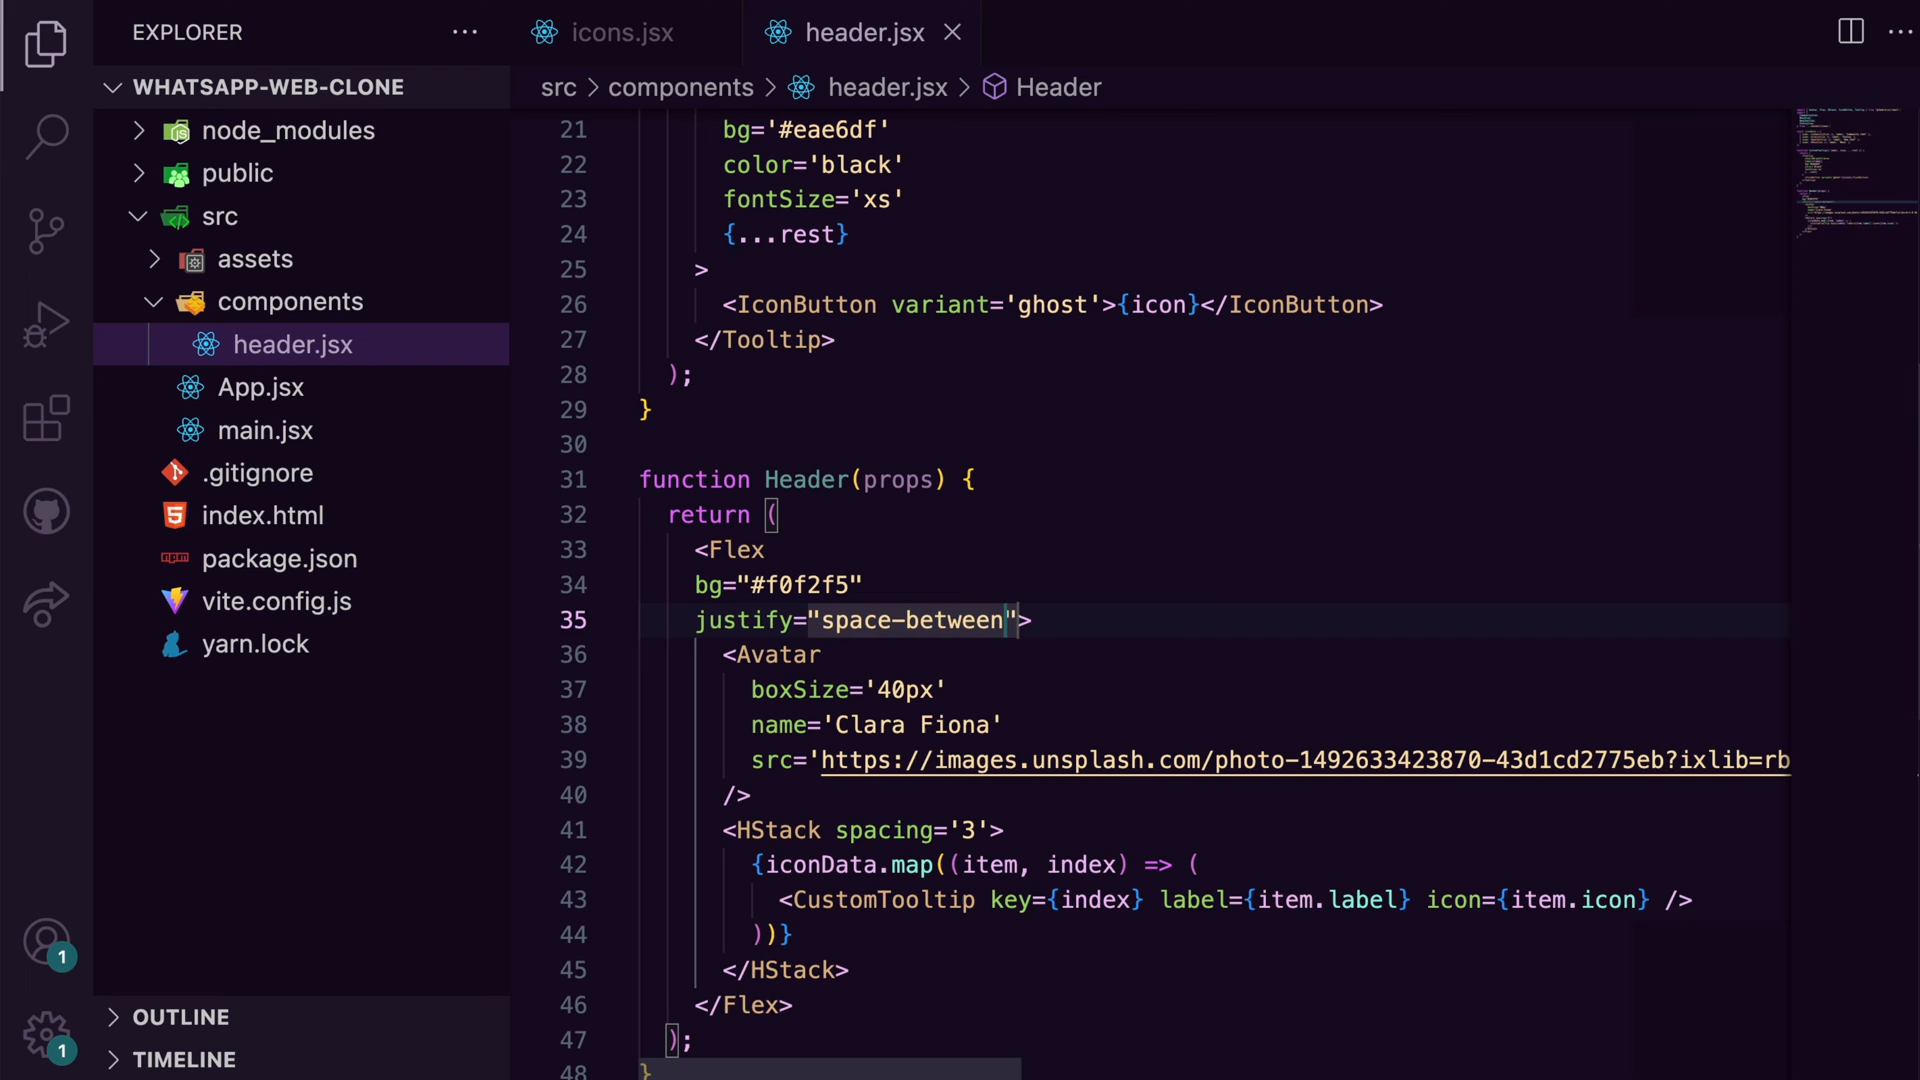 EXPLORER
icons.jsx
header.jsx
WHATSAPP-WEB-CLONE
src > components > header.jsx > Header
node_modules
public
src
assets
components
header.jsx
App.jsx
main.jsx
.gitignore
index.html
package.json
vite.config.js
yarn.lock
OUTLINE
TIMELINE
1
1
21 bg='#eae6df'
22 color='black'
23 fontSize='xs'
24 {...rest}
25 >
26 <IconButton variant='ghost'>{icon}</IconButton>
27 </Tooltip>
28 );
29 }
30
31 function Header(props) {
32 return (
33 <Flex
34 bg="#f0f2f5"
35 justify="space-between">
36 <Avatar
37 boxSize='40px'
38 name='Clara Fiona'
39 src='https://images.unsplash.com/photo-1492633423870-43d1cd2775eb?ixlib=rb
40 />
41 <HStack spacing='3'>
42 {iconData.map((item, index) => (
43 <CustomTooltip key={index} label={item.label} icon={item.icon} />
44 ))}
45 </HStack>
46 </Flex>
47 );
48 }